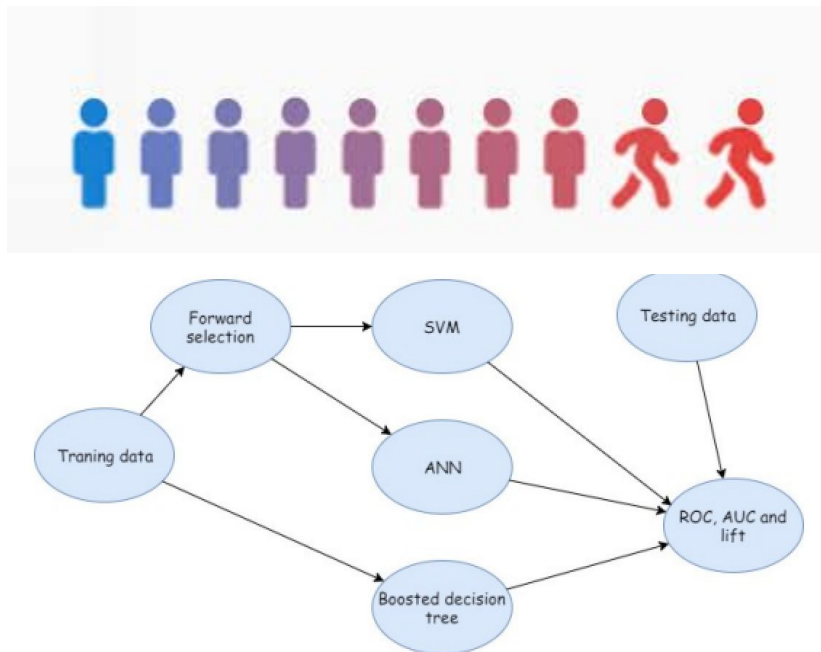 Forward
selection
SVM
Testing data
Traning data
ANN
ROC, AUC and
lift
Boosted decision
tree